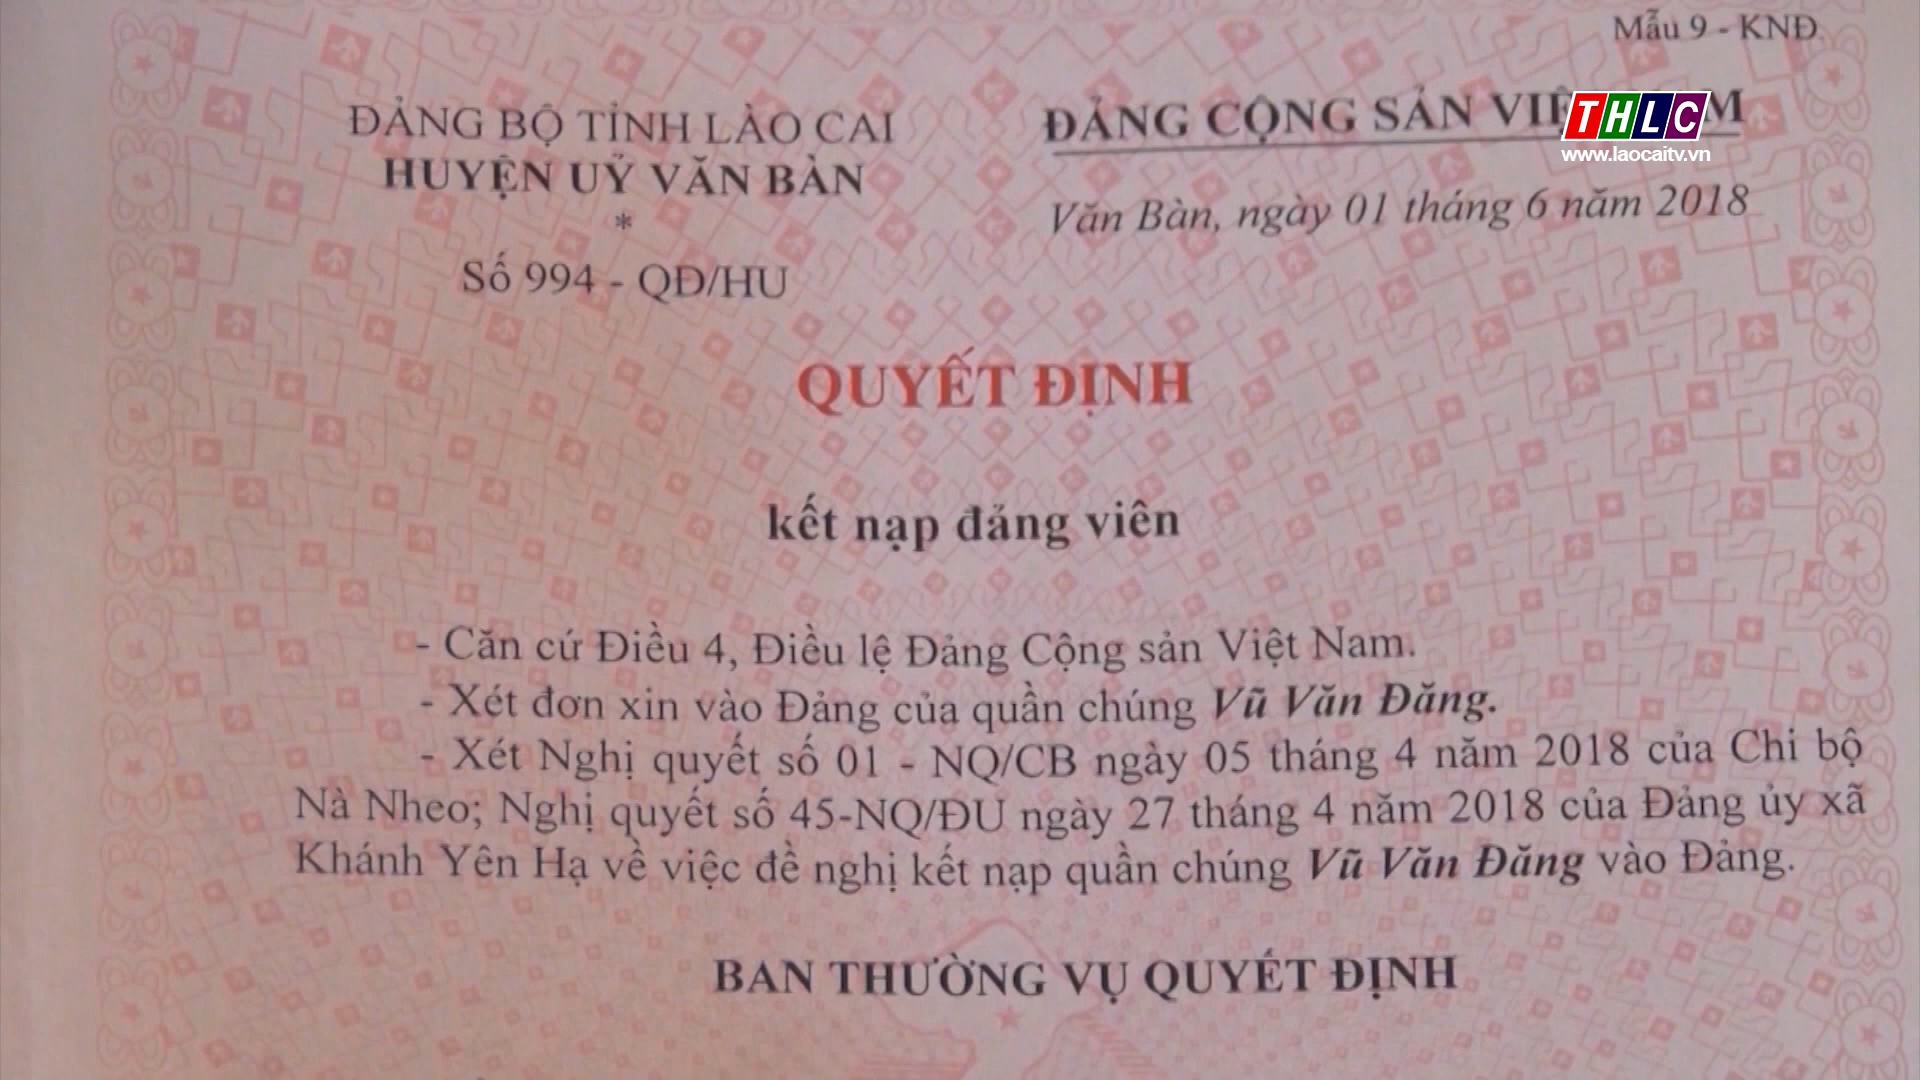 Mẫu 9 - KNĐ
ĐẢNG BỘ TỈNH LÀO CAI
HUYỆN UỶ VĂN BÀN
*
Số 994 - QĐ/HU
ĐẢNG CỘNG SẢN
THLC
www.laocaitv.vn
Văn Bàn, ngày 01 tháng 6 năm 2018
QUYẾT ĐỊNH
kết nạp đảng viên
- Căn cứ Điều 4, Điều lệ Đảng Cộng sản Việt Nam.
- Xét đơn xin vào Đảng của quần chúng Vũ Văn Đăng.
- Xét Nghị quyết số 01 - NQ/CB ngày 05 tháng 4 năm 2018 của Chi bộ
Nà Nheo; Nghị quyết số 45-NQ/ĐU ngày 27 tháng 4 năm 2018 của Đảng ủy xã
Khánh Yên Hạ về việc đề nghị kết nạp quần chúng Vũ Văn Đăng vào Đảng.
BAN THƯỜNG VỤ QUYẾT ĐỊNH